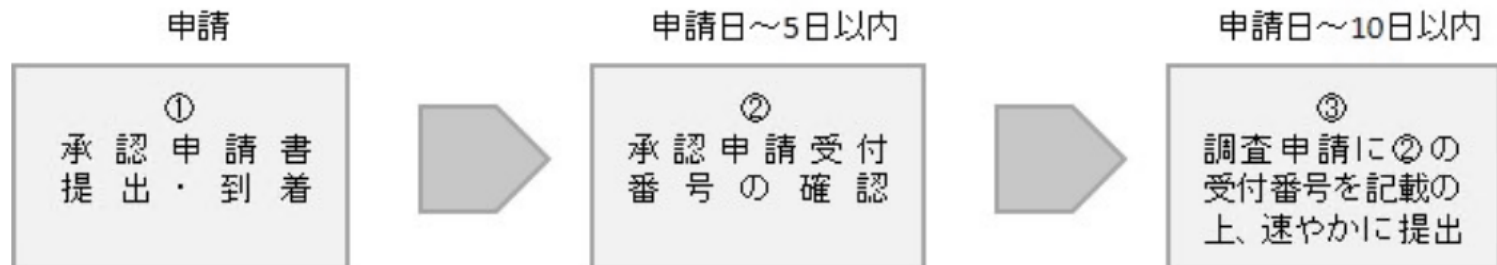 申請
①
承認申請書
提出・到着
申請日～5日以内
②
承認申請受付
番号の確認
申請日～10日以内
③
調査申請に②の
受付番号を記載の
上、速やかに提出